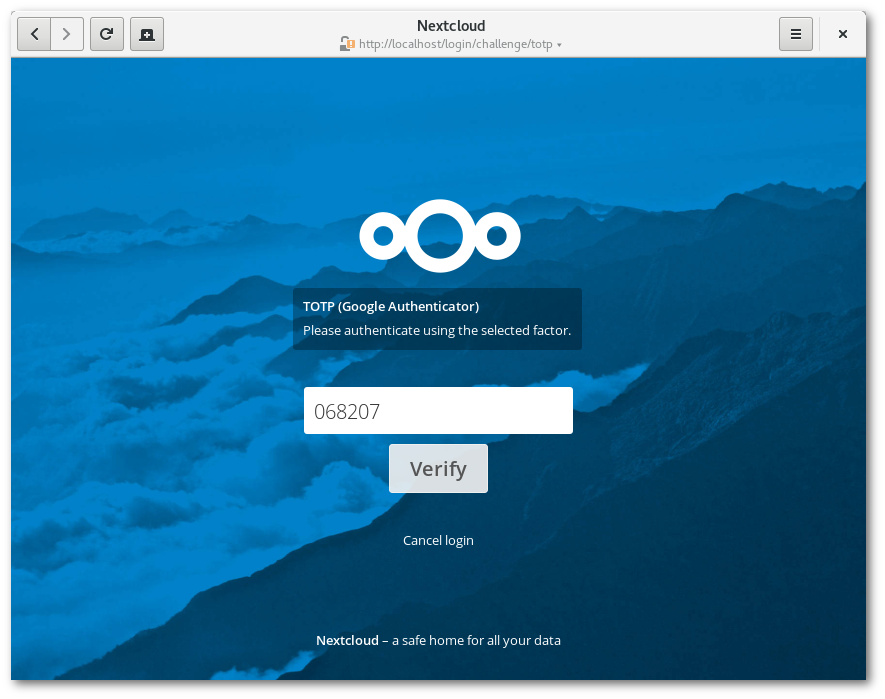 Nextcloud
http://localhost/login/challenge/totp
TOTP (Google Authenticator)
Please authenticate using the selected factor.
068207
Verify
Cancel login
Nextcloud – a safe home for all your data